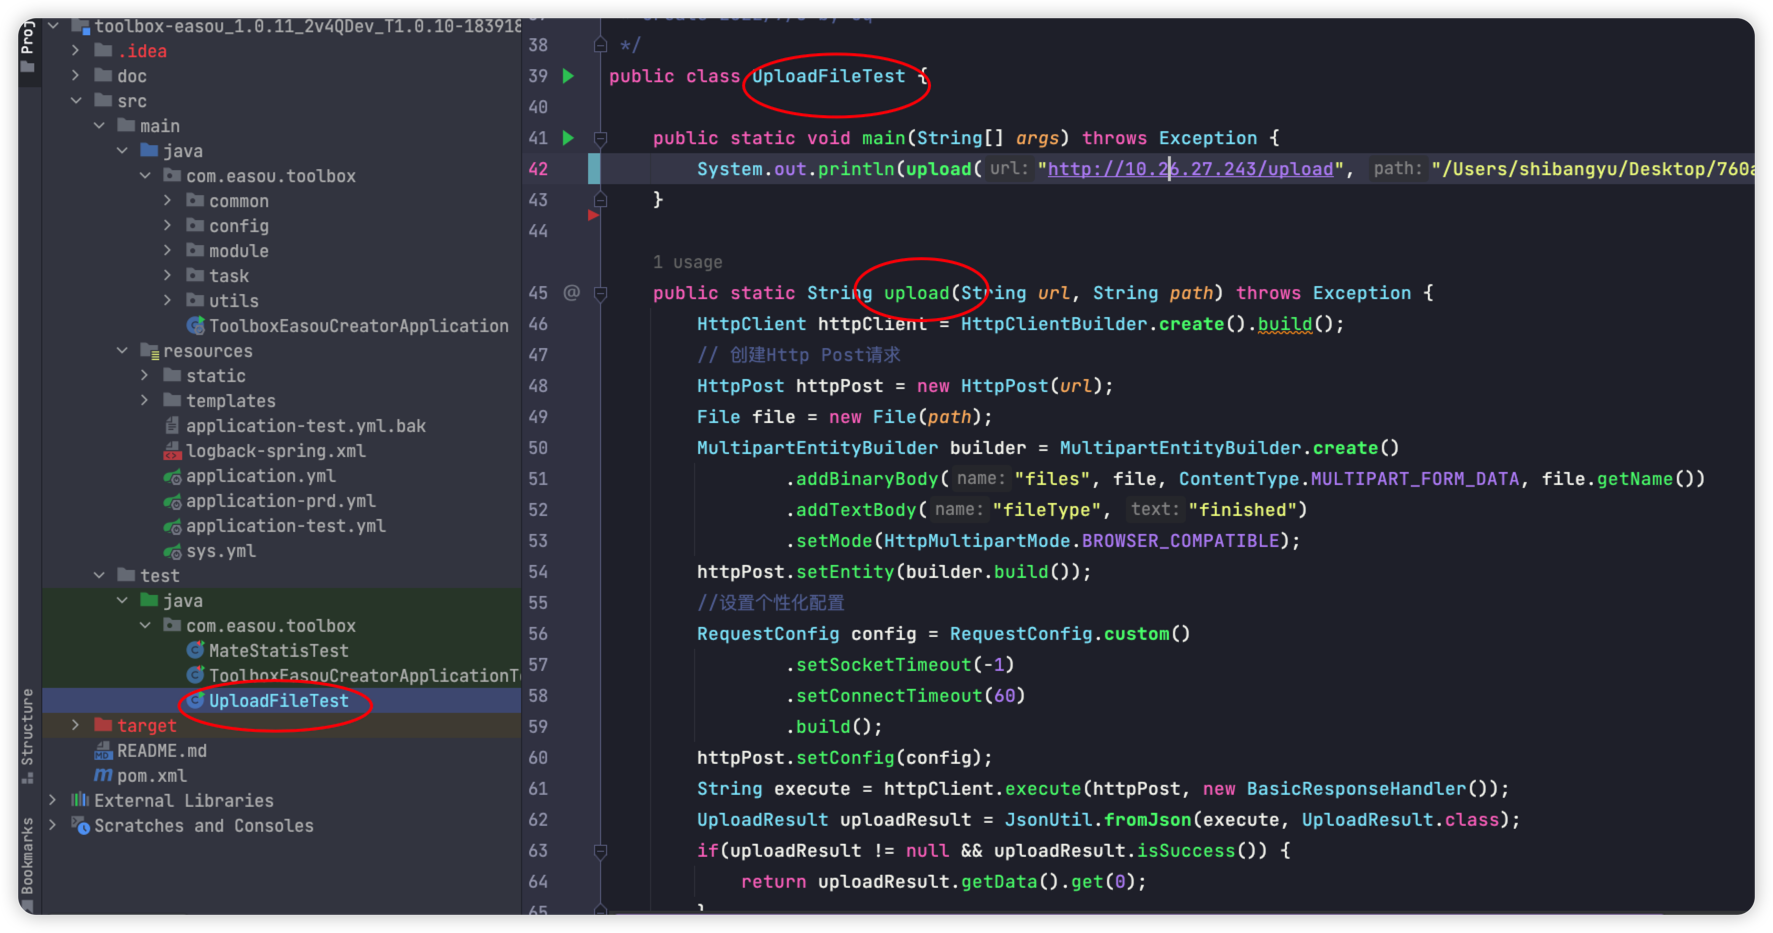 Proj
Structure
Bookmarks
toolbox-easou_1.0.11_2v4QDev_T1.0.10-183918
.idea
doc
src
main
java
com.easou.toolbox
common
config
module
task
utils
ToolboxEasouCreatorApplication
resources
static
templates
application-test.yml.bak
logback-spring.xml
application.yml
application-prd.yml
application-test.yml
sys.yml
test
java
com.easou.toolbox
MateStatisTest
ToolboxEasouCreatorApplicationT
UploadFileTest
target
README.md
pom.xml
External Libraries
Scratches and Consoles
38 */
39 public class UploadFileTest {
40
41 public static void main(String[] args) throws Exception {
42 System.out.println(upload( url: "http://10.26.27.243/upload", path: "/Users/shibangyu/Desktop/760a
43 }
44
1 usage
45 @ public static String upload(String url, String path) throws Exception {
46 HttpClient httpClient = HttpClientBuilder.create().build();
47 // 创建Http Post请求
48 HttpPost httpPost = new HttpPost(url);
49 File file = new File(path);
50 MultipartEntityBuilder builder = MultipartEntityBuilder.create()
51 .addBinaryBody( name: "files", file, ContentType.MULTIPART_FORM_DATA, file.getName())
52 .addTextBody( name: "fileType", text: "finished")
53 .setMode(HttpMultipartMode.BROWSER_COMPATIBLE);
54 httpPost.setEntity(builder.build());
55 //设置个性化配置
56 RequestConfig config = RequestConfig.custom()
57 .setSocketTimeout(-1)
58 .setConnectTimeout(60)
59 .build();
60 httpPost.setConfig(config);
61 String execute = httpClient.execute(httpPost, new BasicResponseHandler());
62 UploadResult uploadResult = JsonUtil.fromJson(execute, UploadResult.class);
63 if(uploadResult != null && uploadResult.isSuccess()) {
64 return uploadResult.getData().get(0);
65 }